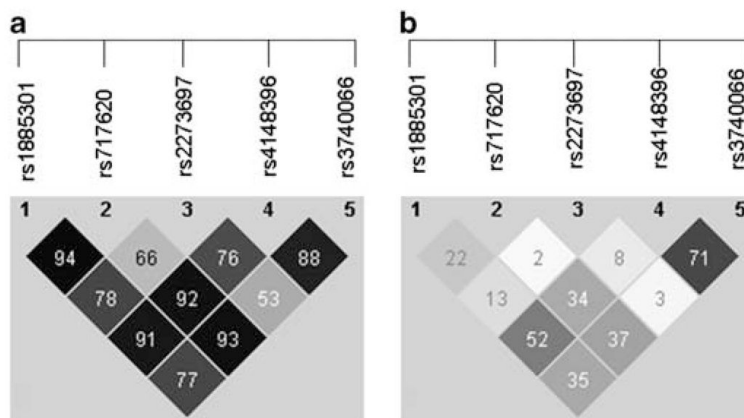 a
rs1885301
rs717620
rs2273697
rs4148396
rs3740066
1 2 3 4 5
94 66 76 88
78 92 53
91 93
77
b
rs1885301
rs717620
rs2273697
rs4148396
rs3740066
1 2 3 4 5
22 2 8 71
13 34 3
52 37
35